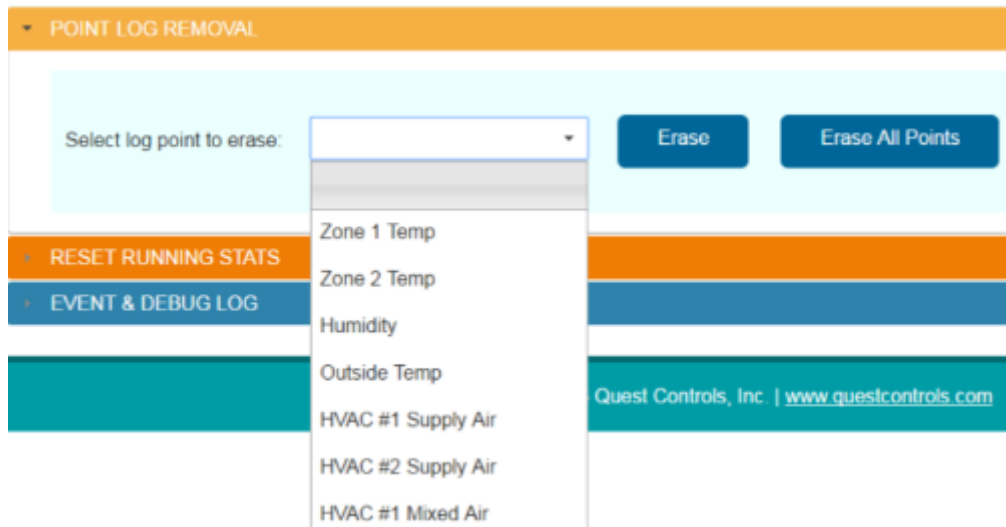 POINT LOG REMOVAL
Select log point to erase:
Erase
Erase All Points
Zone 1 Temp
Zone 2 Temp
Humidity
Outside Temp
HVAC #1 Supply Air
HVAC #2 Supply Air
HVAC #1 Mixed Air
RESET RUNNING STATS
EVENT & DEBUG LOG
Quest Controls, Inc. | www.questcontrols.com